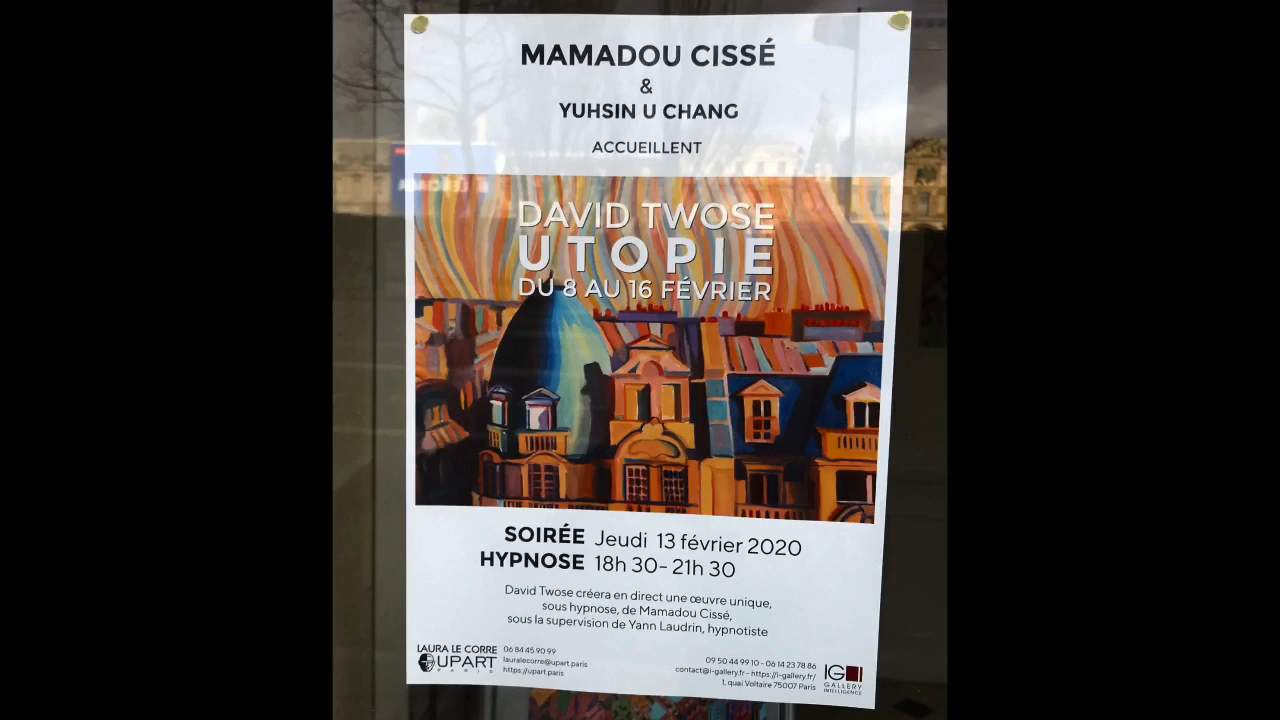 MAMADOU CISSÉ
&
YUHSIN U CHANG
ACCUEILLENT
DAVID TWOSE
UTOPIE
DU 8 AU 16 FÉVRIER
SOIRÉE Jeudi 13 février 2020
HYPNOSE 18h 30- 21h 30
David Twose créera en direct une œuvre unique,
sous hypnose, de Mamadou Cissé,
sous la supervision de Yann Laudrin, hypnotiste
LAURA LE CORRE
UPART
PARIS
06 84 45 90 99
lauralecorre@upart.paris
https://upart.paris
09 50 44 99 10 - 06 14 23 78 86
contact@i-gallery.fr - https://i-gallery.fr/
1, quai Voltaire 75007 Paris
IG
GALLERY
INTELLIGENCE